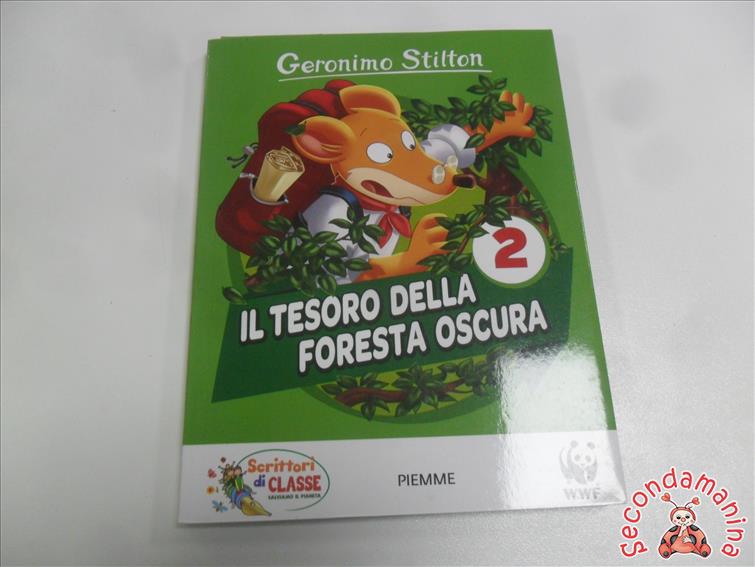 Geronimo Stilton
2
IL TESORO DELLA
FORESTA OSCURA
Scrittori
di CLASSE
SALVIAMO IL PIANETA
PIEMME
WWF
Secondamanina